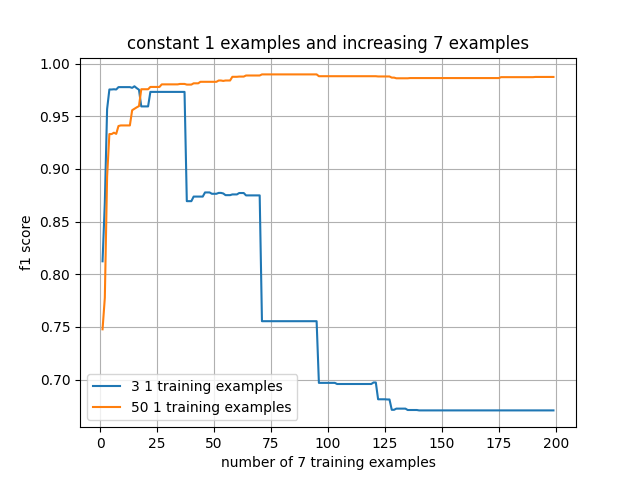 constant 1 examples and increasing 7 examples
1.00
0.95
0.90
0.85
0.80
0.75
0.70
f1 score
3 1 training examples
50 1 training examples
0 25 50 75 100 125 150 175 200
number of 7 training examples